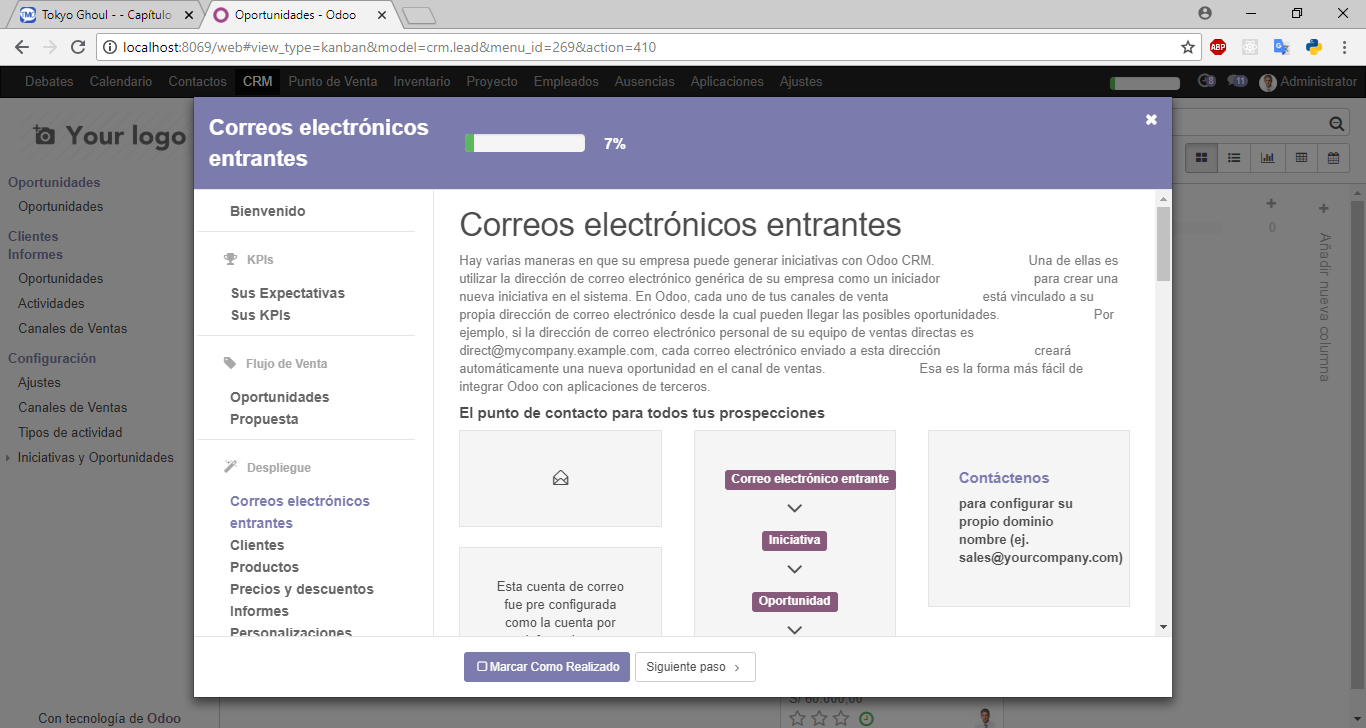 Tokyo Ghoul - - Capítulo
Oportunidades - Odoo
localhost:8069/web#view_type=kanban&model=crm.lead&menu_id=269&action=410
ABP
Debates Calendario Contactos CRM Punto de Venta Inventario Proyecto Empleados Ausencias Aplicaciones Ajustes
8 11 Administrator
Your logo
Oportunidades
Oportunidades
Clientes
Informes
Oportunidades
Actividades
Canales de Ventas
Configuración
Ajustes
Canales de Ventas
Tipos de actividad
Iniciativas y Oportunidades
Con tecnología de Odoo
Correos electrónicos
entrantes
7%
Bienvenido
KPIs
Sus Expectativas
Sus KPIs
Flujo de Venta
Oportunidades
Propuesta
Despliegue
Correos electrónicos
entrantes
Clientes
Productos
Precios y descuentos
Informes
Personalizaciones
Correos electrónicos entrantes
Hay varias maneras en que su empresa puede generar iniciativas con Odoo CRM. Una de ellas es
utilizar la dirección de correo electrónico genérica de su empresa como un iniciador para crear una
nueva iniciativa en el sistema. En Odoo, cada uno de tus canales de venta está vinculado a su
propia dirección de correo electrónico desde la cual pueden llegar las posibles oportunidades. Por
ejemplo, si la dirección de correo electrónico personal de su equipo de ventas directas es
direct@mycompany.example.com, cada correo electrónico enviado a esta dirección creará
automáticamente una nueva oportunidad en el canal de ventas. Esa es la forma más fácil de
integrar Odoo con aplicaciones de terceros.
El punto de contacto para todos tus prospecciones
Esta cuenta de correo
fue pre configurada
como la cuenta por
Correo electrónico entrante
Iniciativa
Oportunidad
Contáctenos
para configurar su
propio dominio
nombre (ej.
sales@yourcompany.com)
Marcar Como Realizado
Siguiente paso
0
Añadir nueva columna
S/ 60.000,00